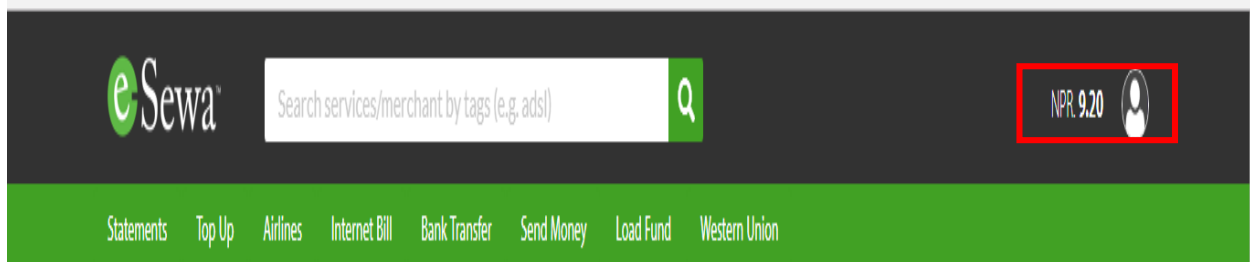 eSewa™
Search services/merchant by tags (e.g. adsl)
NPR. 9.20
Statements Top Up Airlines Internet Bill Bank Transfer Send Money Load Fund Western Union